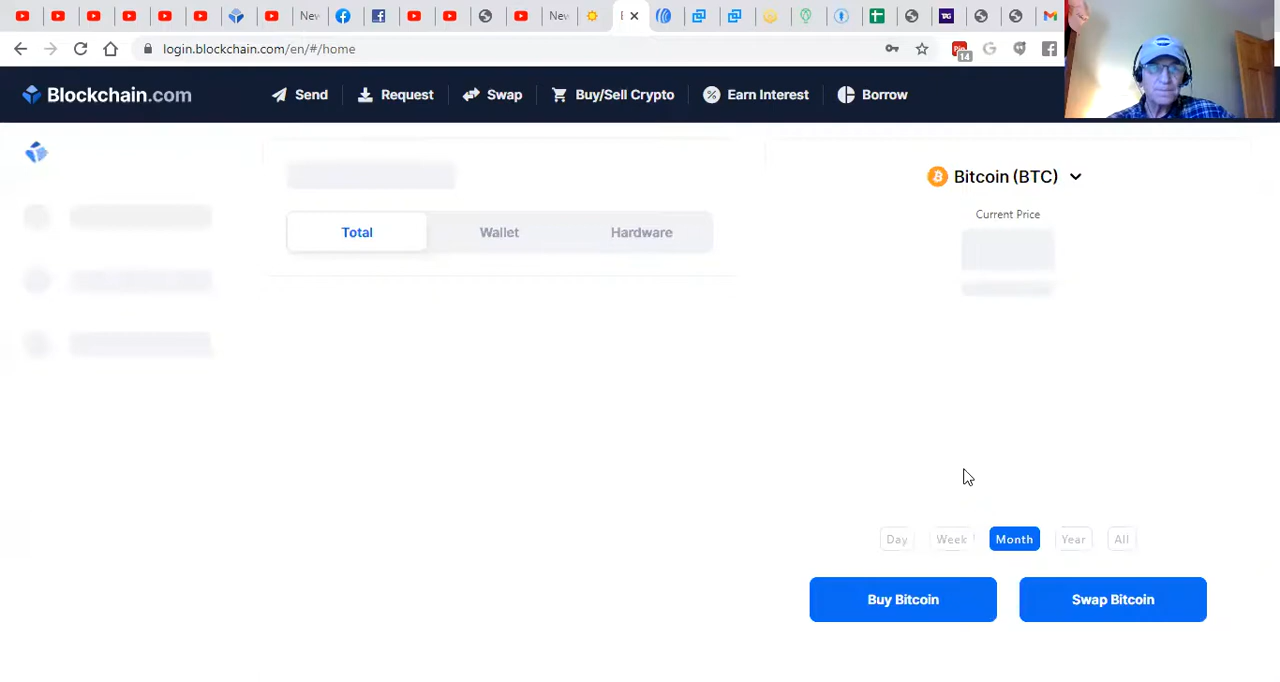 New
New
login.blockchain.com/en/#/home
14
Blockchain.com
Send
Request
Swap
Buy/Sell Crypto
Earn Interest
Borrow
Total
Wallet
Hardware
Bitcoin (BTC)
Current Price
Day
Week
Month
Year
All
Buy Bitcoin
Swap Bitcoin